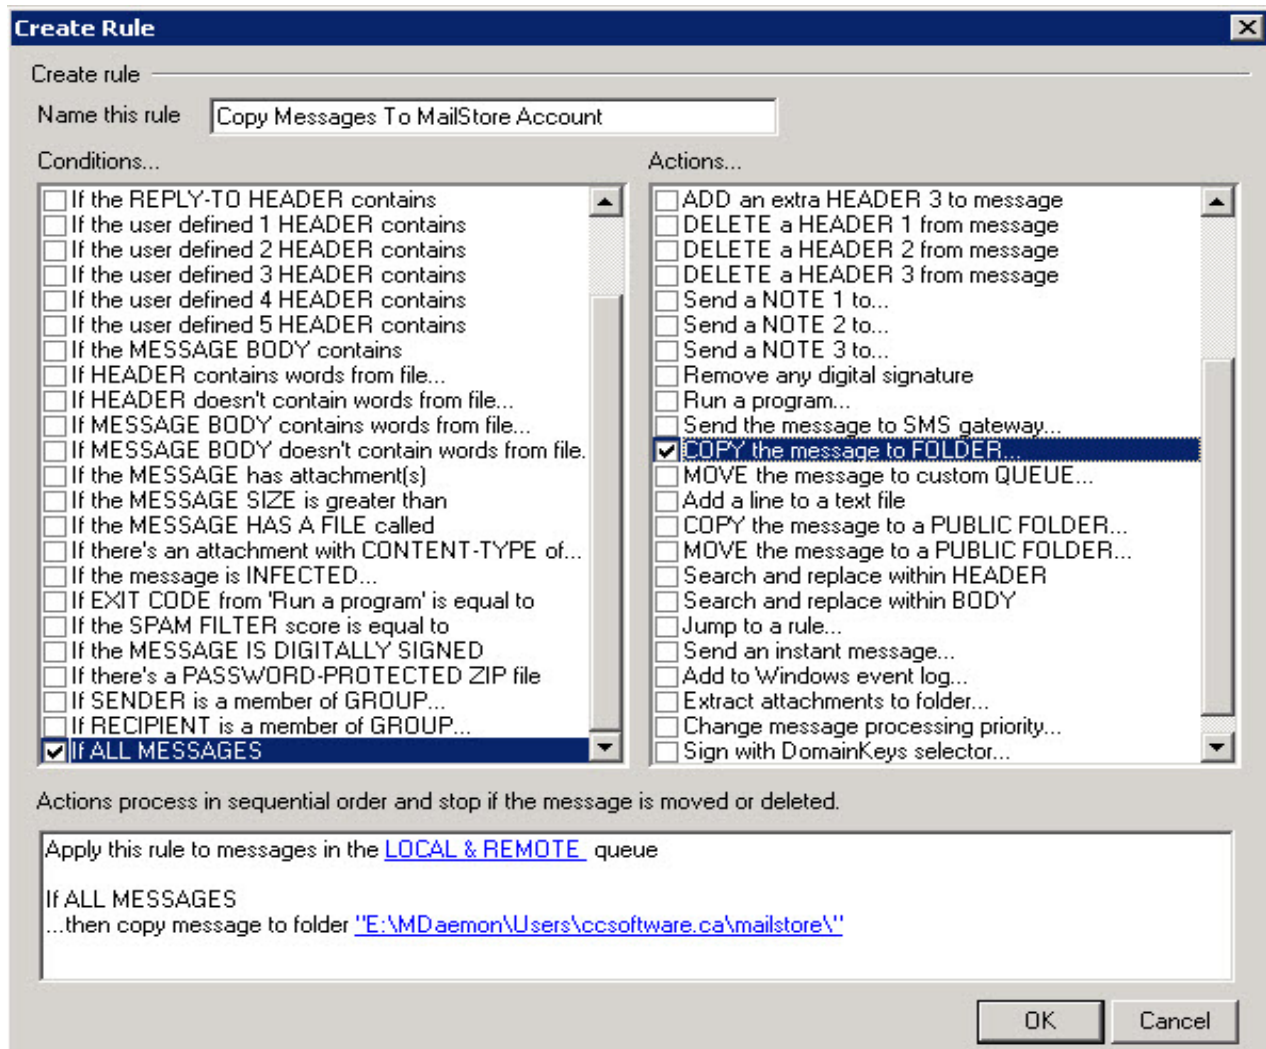 Create Rule
Create rule
Name this rule
Copy Messages To MailStore Account
Conditions...
If the REPLY-TO HEADER contains
If the user defined 1 HEADER contains
If the user defined 2 HEADER contains
If the user defined 3 HEADER contains
If the user defined 4 HEADER contains
If the user defined 5 HEADER contains
If the MESSAGE BODY contains
If HEADER contains words from file...
If HEADER doesn't contain words from file...
If MESSAGE BODY contains words from file...
If MESSAGE BODY doesn't contain words from file.
If the MESSAGE has attachment(s)
If the MESSAGE SIZE is greater than
If the MESSAGE HAS A FILE called
If there's an attachment with CONTENT-TYPE of...
If the message is INFECTED...
If EXIT CODE from 'Run a program' is equal to
If the SPAM FILTER score is equal to
If the MESSAGE IS DIGITALLY SIGNED
If there's a PASSWORD-PROTECTED ZIP file
If SENDER is a member of GROUP...
If RECIPIENT is a member of GROUP...
If ALL MESSAGES
Actions...
ADD an extra HEADER 3 to message
DELETE a HEADER 1 from message
DELETE a HEADER 2 from message
DELETE a HEADER 3 from message
Send a NOTE 1 to...
Send a NOTE 2 to...
Send a NOTE 3 to...
Remove any digital signature
Run a program...
Send the message to SMS gateway...
COPY the message to FOLDER...
MOVE the message to custom QUEUE...
Add a line to a text file
COPY the message to a PUBLIC FOLDER...
MOVE the message to a PUBLIC FOLDER...
Search and replace within HEADER
Search and replace within BODY
Jump to a rule...
Send an instant message...
Add to Windows event log...
Extract attachments to folder...
Change message processing priority...
Sign with DomainKeys selector...
Actions process in sequential order and stop if the message is moved or deleted.
Apply this rule to messages in the LOCAL & REMOTE queue
If ALL MESSAGES
...then copy message to folder "E:\MDaemon\Users\ccsoftware.ca\mailstore\"
OK
Cancel